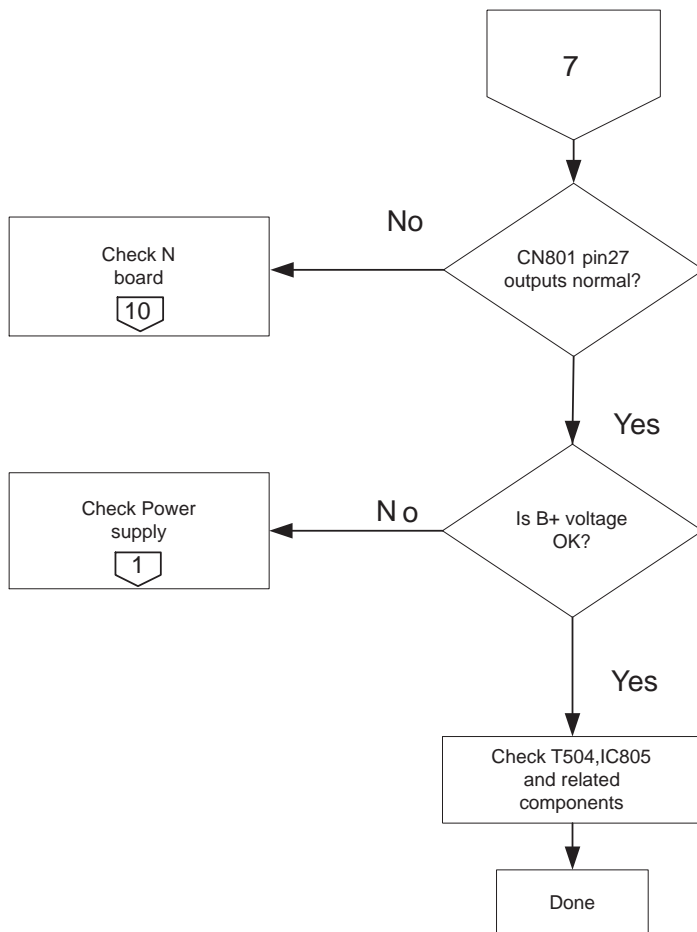 7
No
CN801 pin27
outputs normal?
Check N
board
10
Yes
No
Is B+ voltage
OK?
Check Power
supply
1
Yes
Check T504,IC805
and related
components
Done